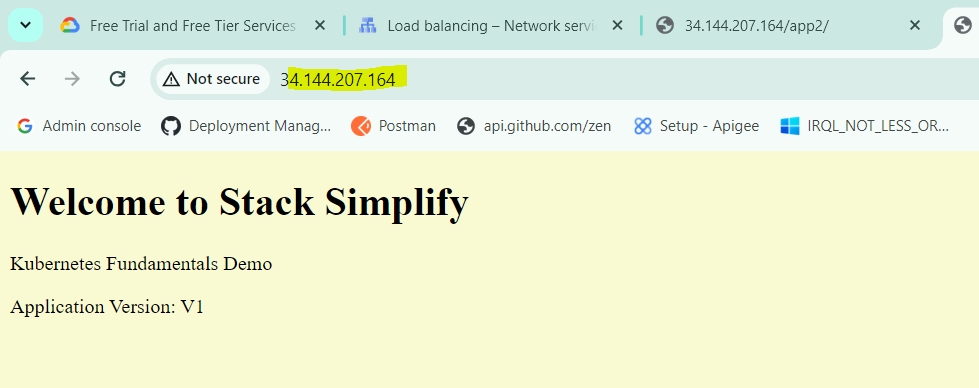 Free Trial and Free Tier Services
Load balancing – Network servi
34.144.207.164/app2/
Not secure
34.144.207.164
Admin console
Deployment Manag...
Postman
api.github.com/zen
Setup - Apigee
IRQL_NOT_LESS_OR...
Welcome to Stack Simplify
Kubernetes Fundamentals Demo
Application Version: V1